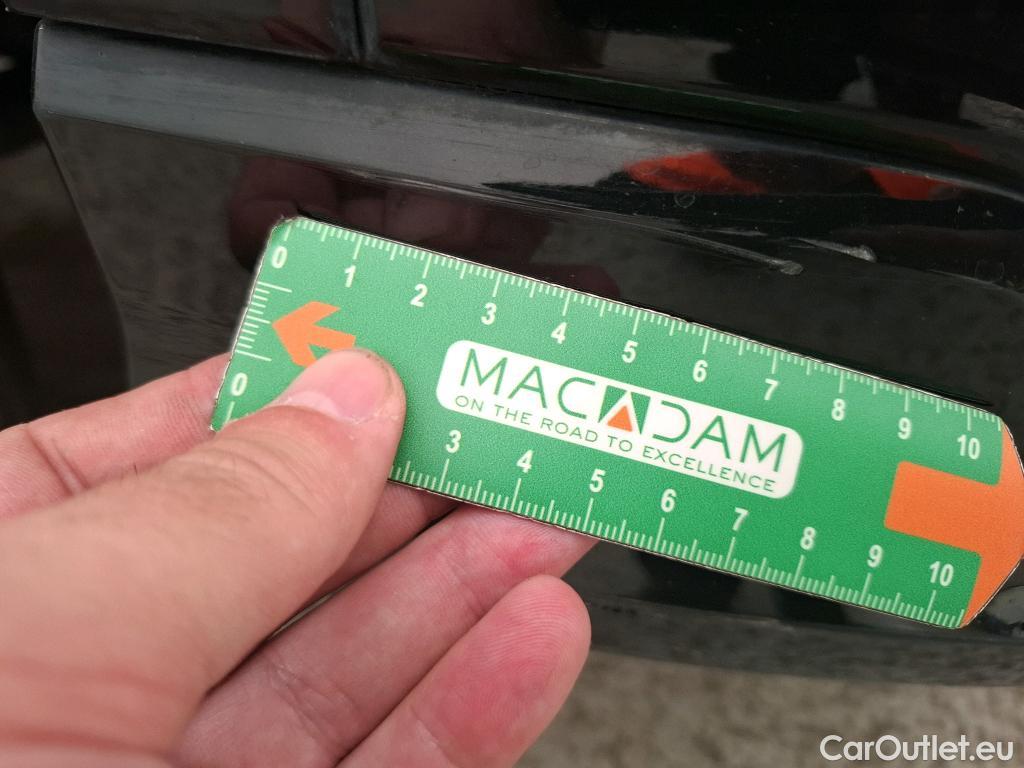 0 1 2 3 4 5 6 7 8 9 10
MACADAM
ON THE ROAD TO EXCELLENCE
0 3 4 5 6 7 8 9 10
CarOutlet.eu